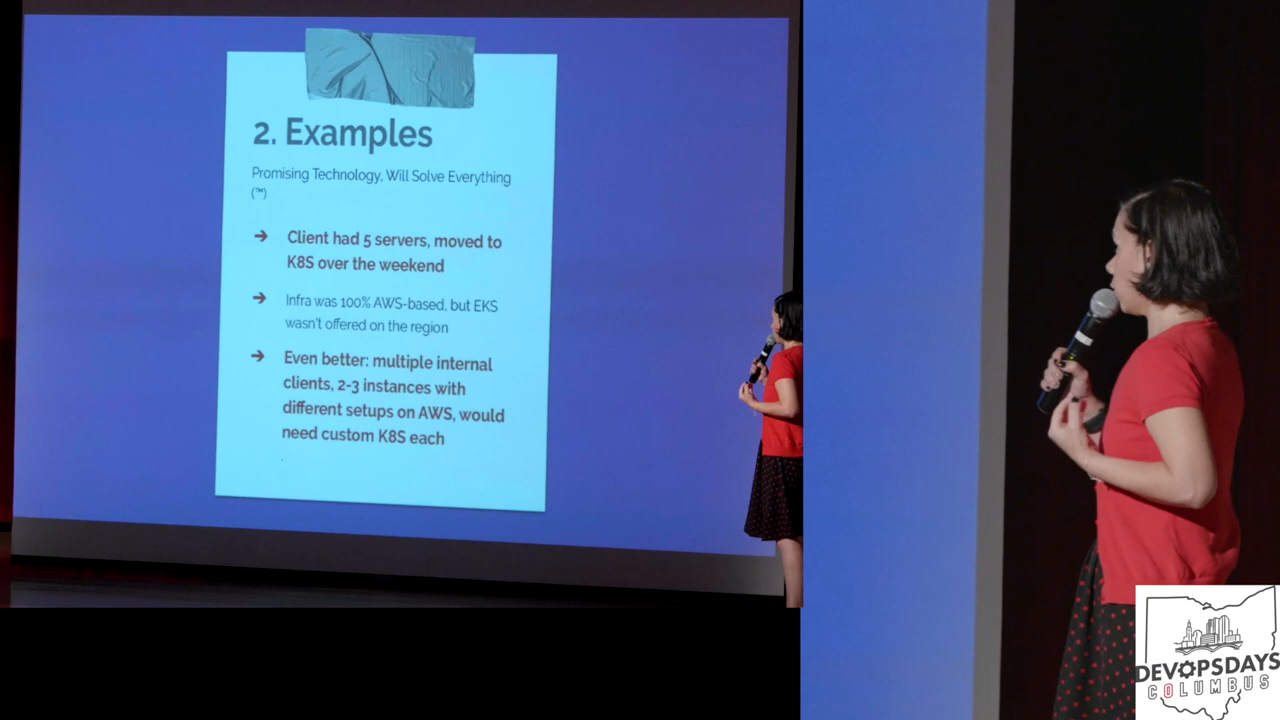 2. Examples
Promising Technology, Will Solve Everything
(™)
➔ Client had 5 servers, moved to
K8S over the weekend
➔ Infra was 100% AWS-based, but EKS
wasn't offered on the region
➔ Even better: multiple internal
clients, 2-3 instances with
different setups on AWS, would
need custom K8S each
DEVOPSDAYS
COLUMBUS